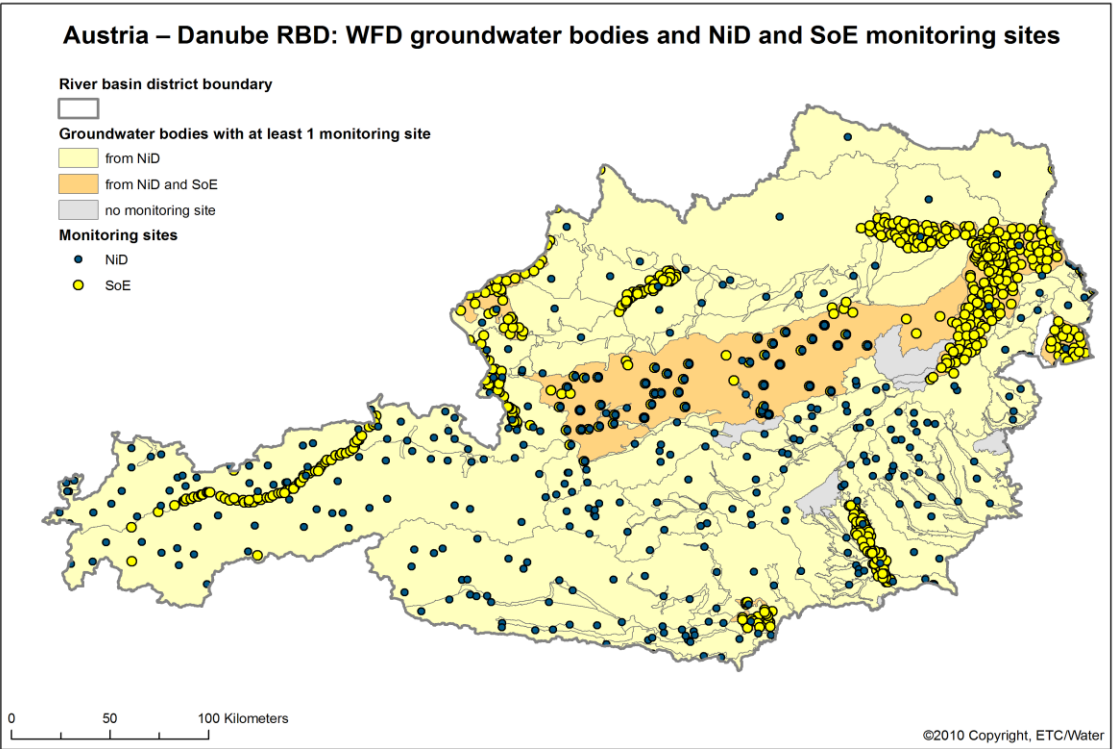 Austria – Danube RBD: WFD groundwater bodies and NiD and SoE monitoring sites
River basin district boundary
Groundwater bodies with at least 1 monitoring site
from NiD
from NiD and SoE
no monitoring site
Monitoring sites
NiD
SoE
0 50 100 Kilometers
©2010 Copyright, ETC/Water